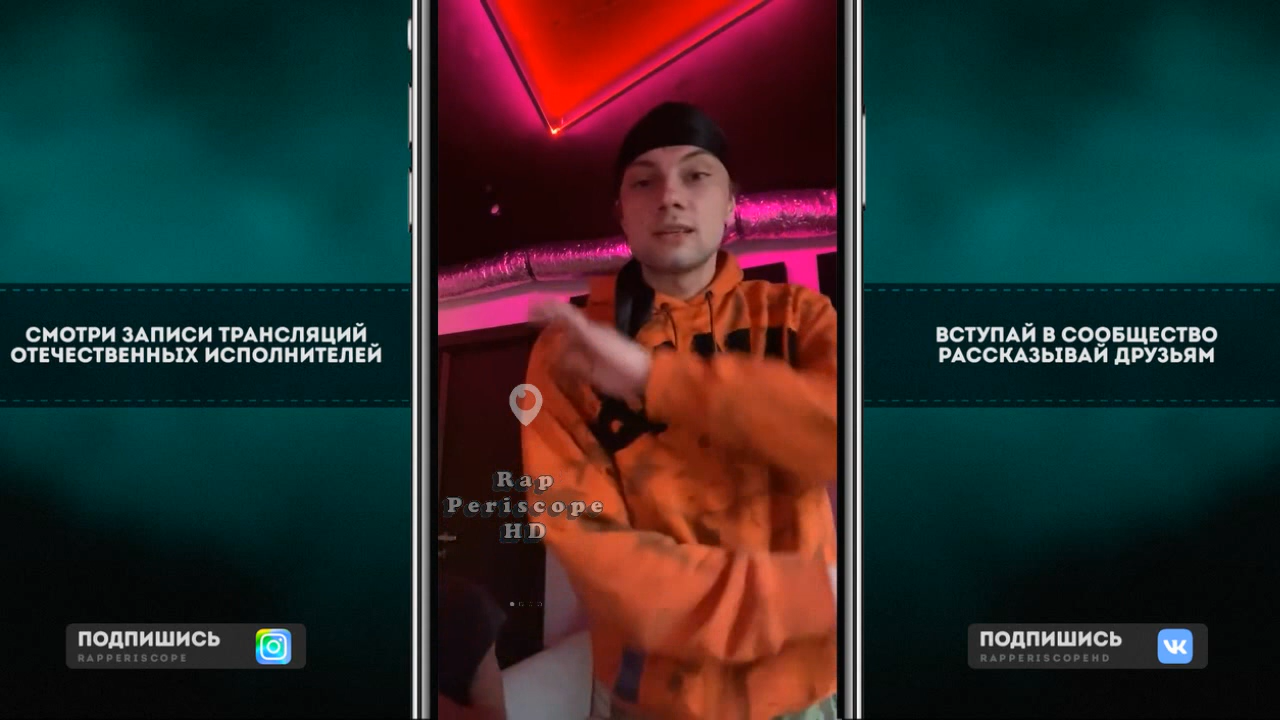 СМОТРИ ЗАПИСИ ТРАНСЛЯЦИЙ
ОТЕЧЕСТВЕННЫХ ИСПОЛНИТЕЛЕЙ
ВСТУПАЙ В СООБЩЕСТВО
РАССКАЗЫВАЙ ДРУЗЬЯМ
Rap
Periscope
HD
ПОДПИШИСЬ
RAPPERISCOPE
ПОДПИШИСЬ
RAPPERISCOPEHD